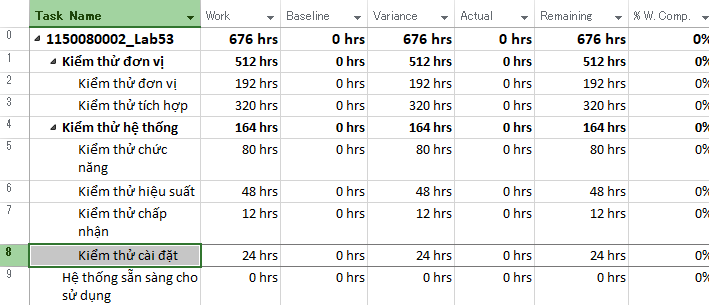 Task Name Work Baseline Variance Actual Remaining % W. Comp.
0 1150080002_Lab53 676 hrs 0 hrs 676 hrs 0 hrs 676 hrs 0%
1 Kiểm thử đơn vị 512 hrs 0 hrs 512 hrs 0 hrs 512 hrs 0%
2 Kiểm thử đơn vị 192 hrs 0 hrs 192 hrs 0 hrs 192 hrs 0%
3 Kiểm thử tích hợp 320 hrs 0 hrs 320 hrs 0 hrs 320 hrs 0%
4 Kiểm thử hệ thống 164 hrs 0 hrs 164 hrs 0 hrs 164 hrs 0%
5 Kiểm thử chức 80 hrs 0 hrs 80 hrs 0 hrs 80 hrs 0%
năng
6 Kiểm thử hiệu suất 48 hrs 0 hrs 48 hrs 0 hrs 48 hrs 0%
7 Kiểm thử chấp 12 hrs 0 hrs 12 hrs 0 hrs 12 hrs 0%
nhận
8 Kiểm thử cài đặt 24 hrs 0 hrs 24 hrs 0 hrs 24 hrs 0%
9 Hệ thống sẵn sàng cho 0 hrs 0 hrs 0 hrs 0 hrs 0 hrs 0%
sử dụng